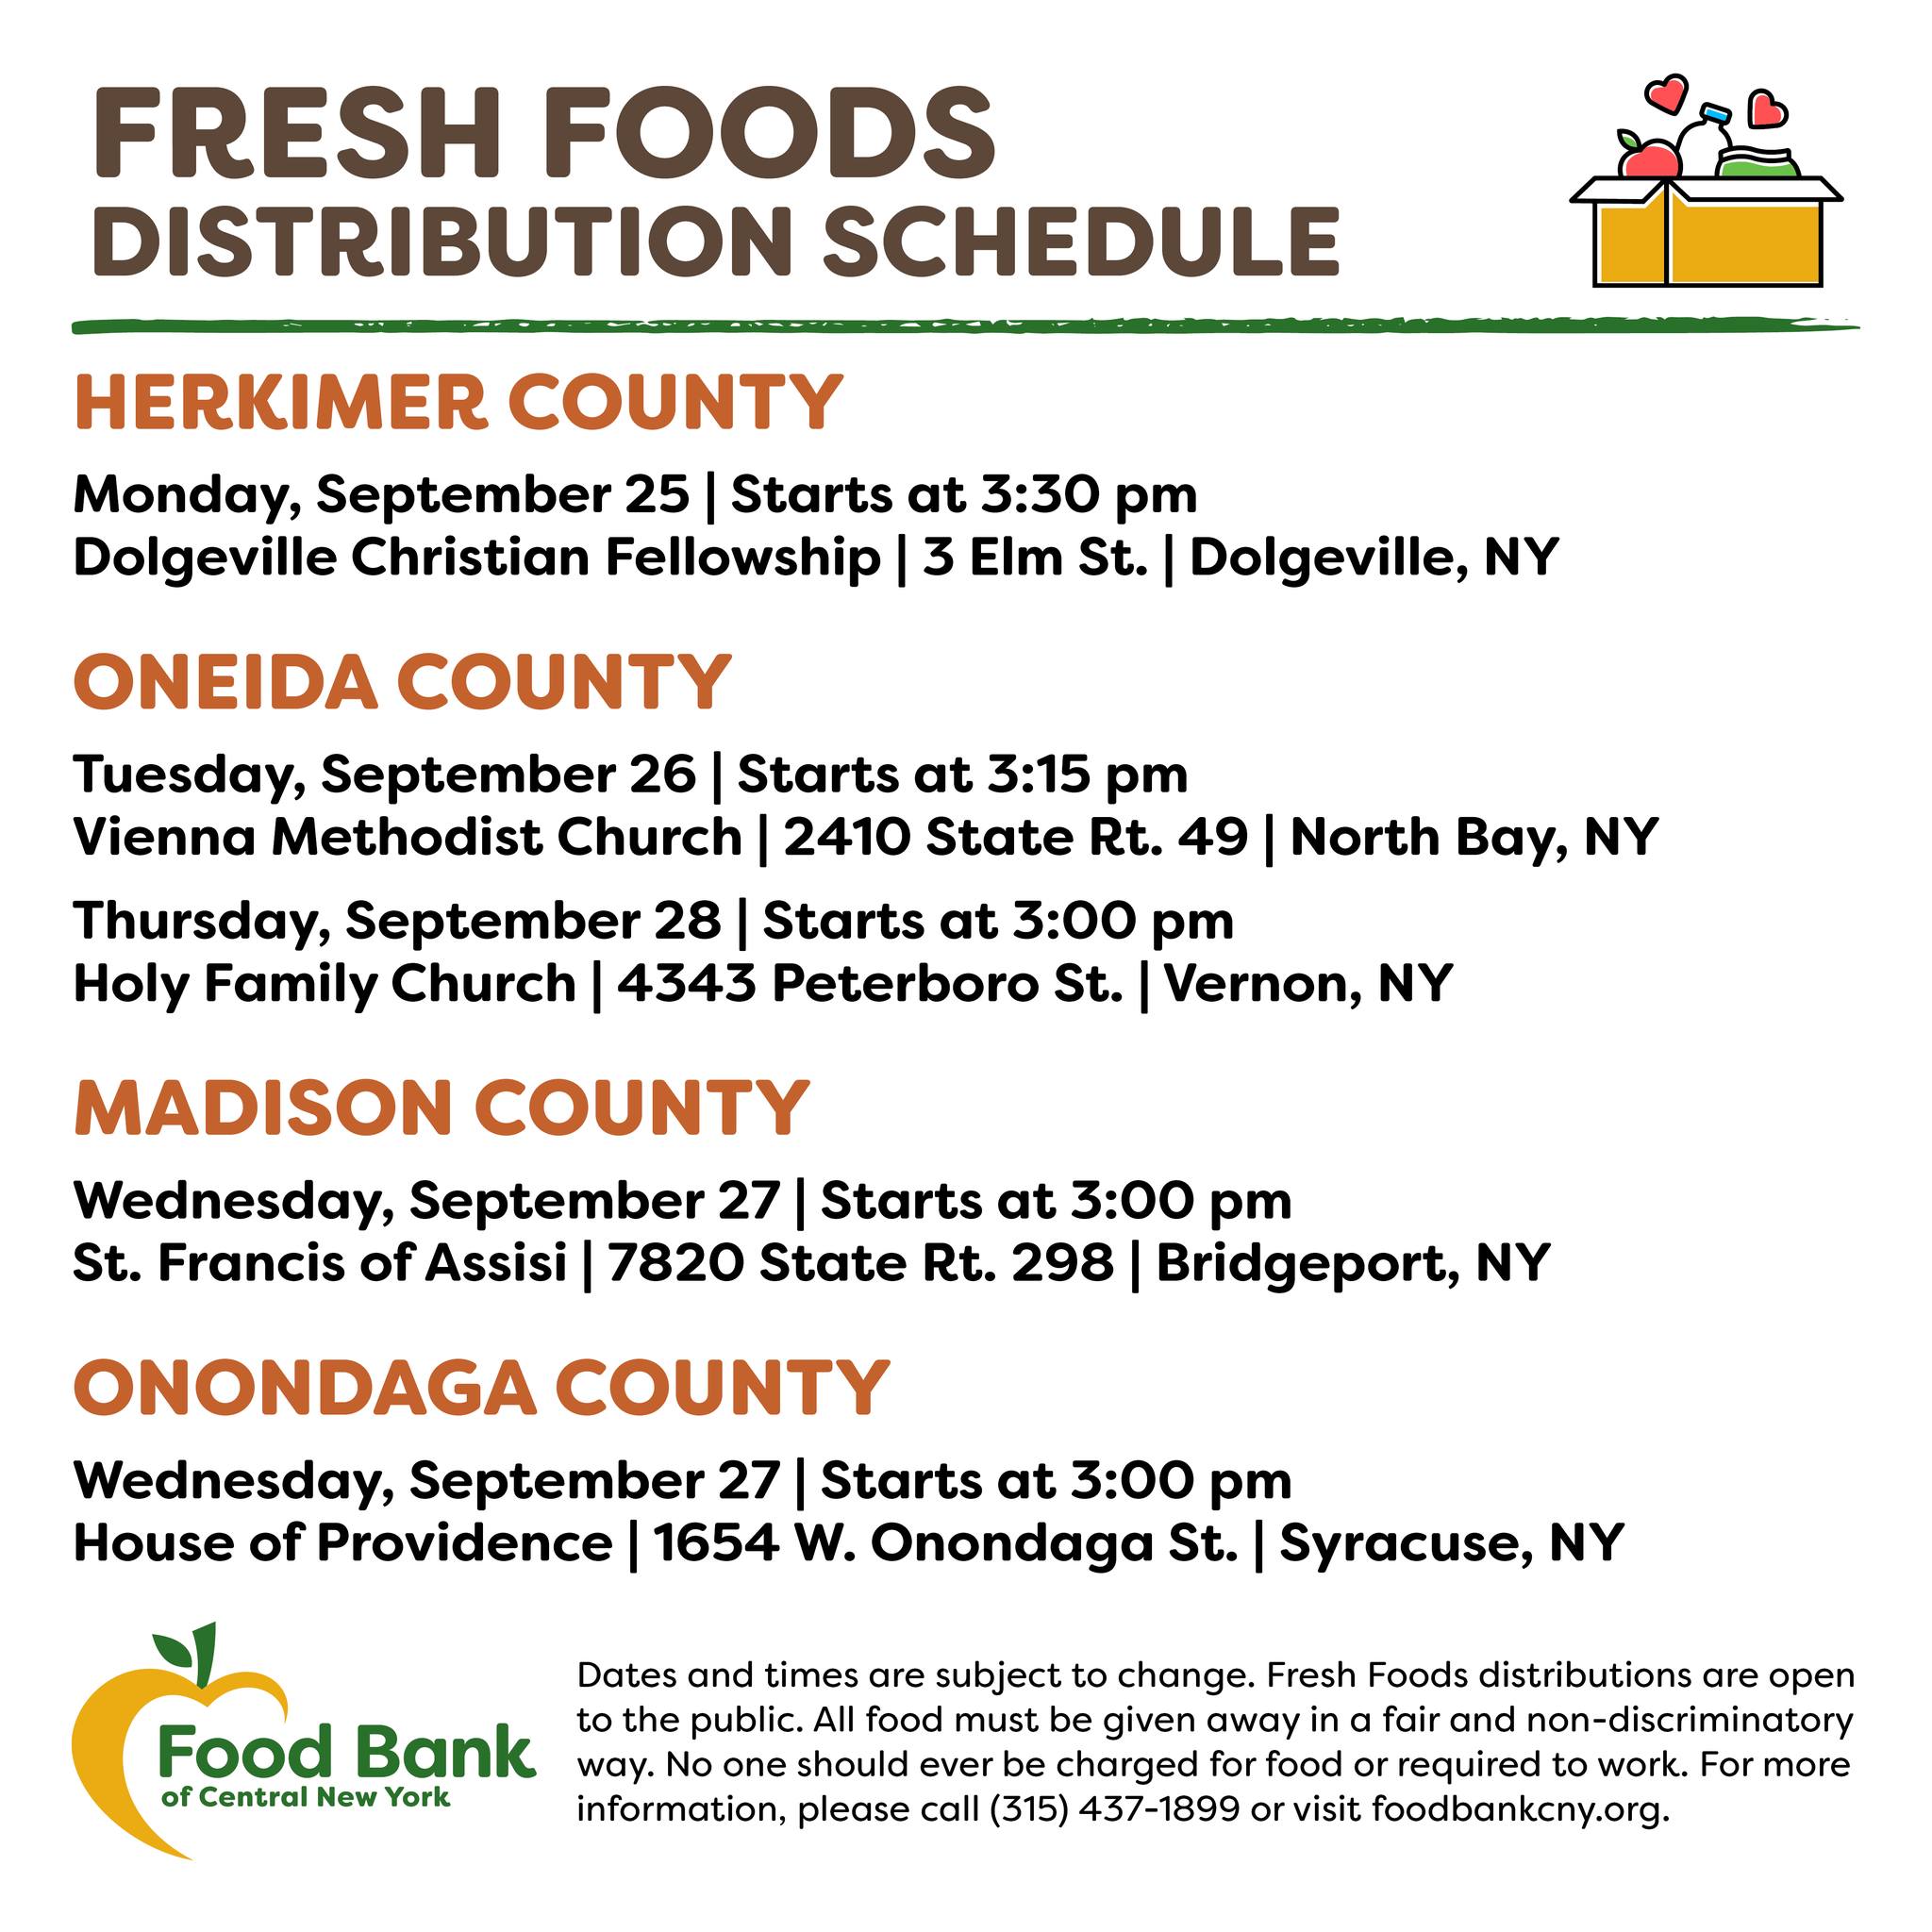 FRESH FOODS
DISTRIBUTION SCHEDULE
HERKIMER COUNTY
Monday, September 25 | Starts at 3:30 pm
Dolgeville Christian Fellowship | 3 Elm St. | Dolgeville, NY
ONEIDA COUNTY
Tuesday, September 26 | Starts at 3:15 pm
Vienna Methodist Church | 2410 State Rt. 49 | North Bay, NY
Thursday, September 28 | Starts at 3:00 pm
Holy Family Church | 4343 Peterboro St. | Vernon, NY
MADISON COUNTY
Wednesday, September 27 | Starts at 3:00 pm
St. Francis of Assisi | 7820 State Rt. 298 | Bridgeport, NY
ONONDAGA COUNTY
Wednesday, September 27 | Starts at 3:00 pm
House of Providence | 1654 W. Onondaga St. | Syracuse, NY
Food Bank
of Central New York
Dates and times are subject to change. Fresh Foods distributions are open
to the public. All food must be given away in a fair and non-discriminatory
way. No one should ever be charged for food or required to work. For more
information, please call (315) 437-1899 or visit foodbankcny.org.